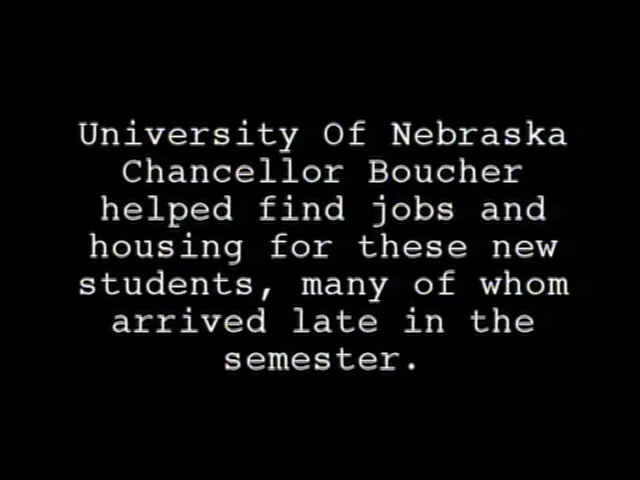 University Of Nebraska
Chancellor Boucher
helped find jobs and
housing for these new
students, many of whom
arrived late in the
semester.